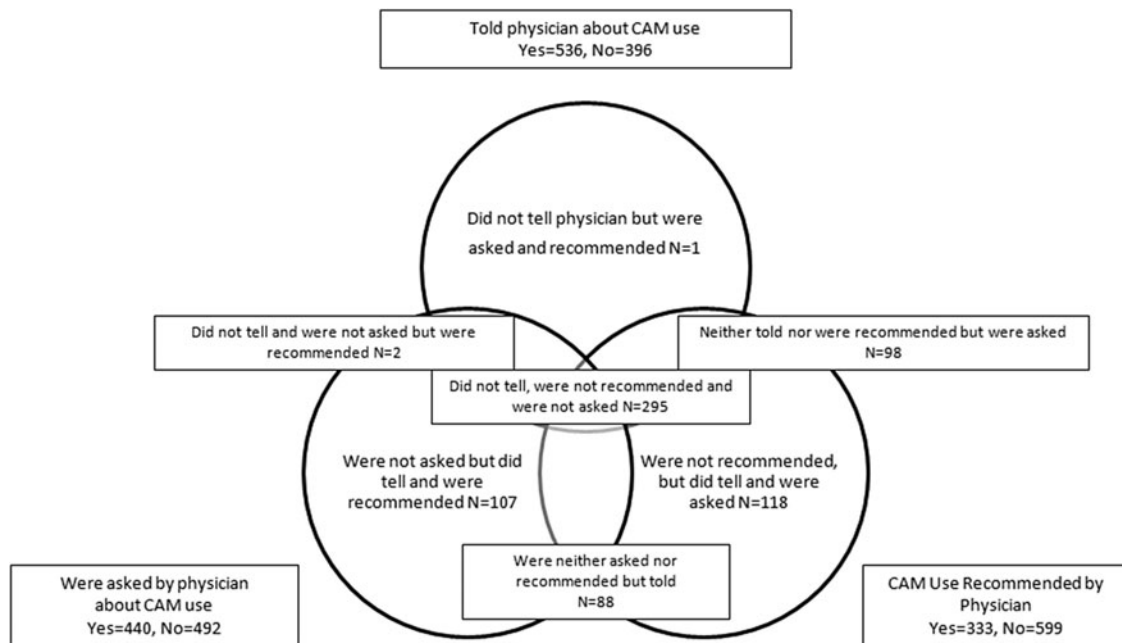 Told physician about CAM use
Yes=536, No=396
Did not tell physician but were
asked and recommended N=1
Did not tell and were not asked but were
recommended N=2
Neither told nor were recommended but were asked
N=98
Did not tell, were not recommended and
were not asked N=295
Were not asked but did
tell and were
recommended N=107
Were not recommended,
but did tell and were
asked N=118
Were neither asked nor
recommended but told
N=88
Were asked by physician
about CAM use
Yes=440, No=492
CAM Use Recommended by
Physician
Yes=333, No=599